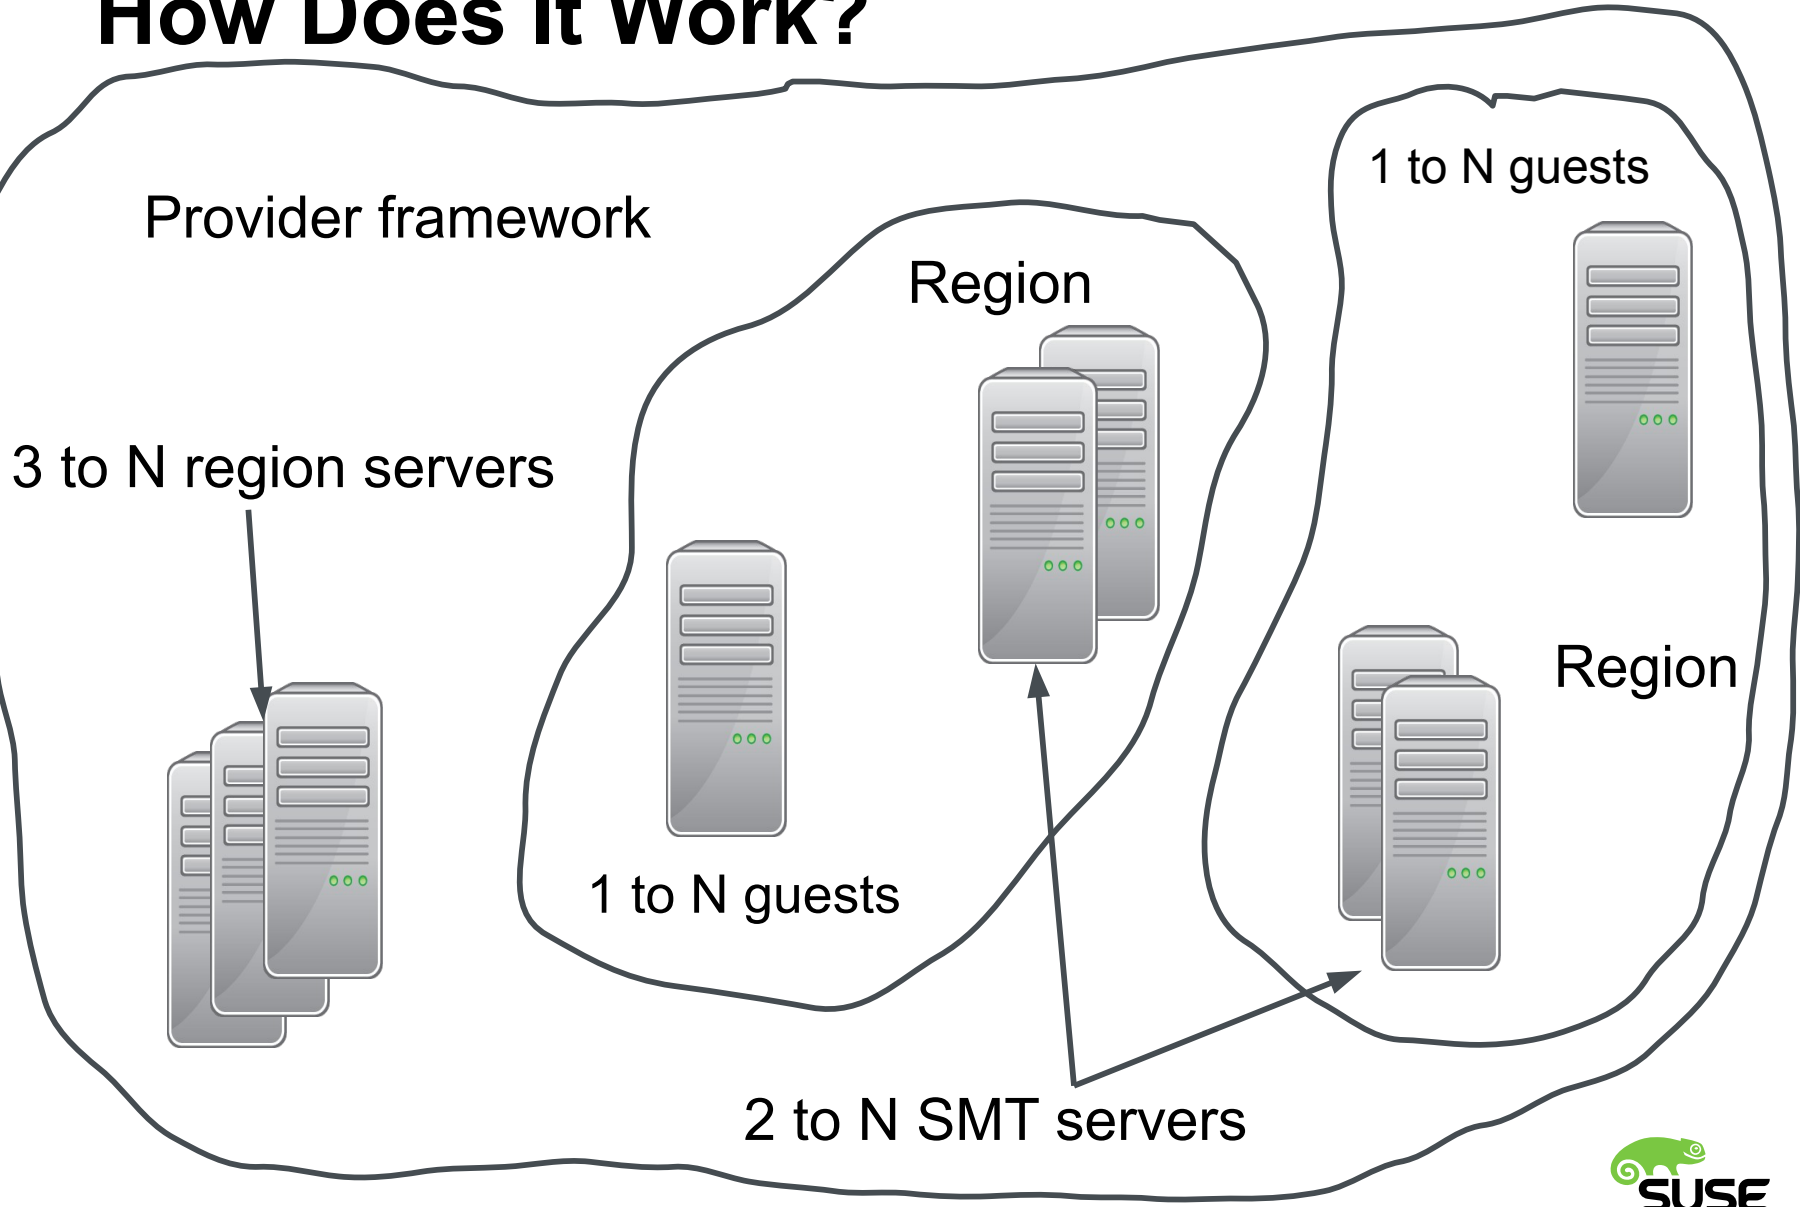 How Does It Work?
1 to N guests
Provider framework
Region
3 to N region servers
Region
1 to N guests
2 to N SMT servers
SUSE